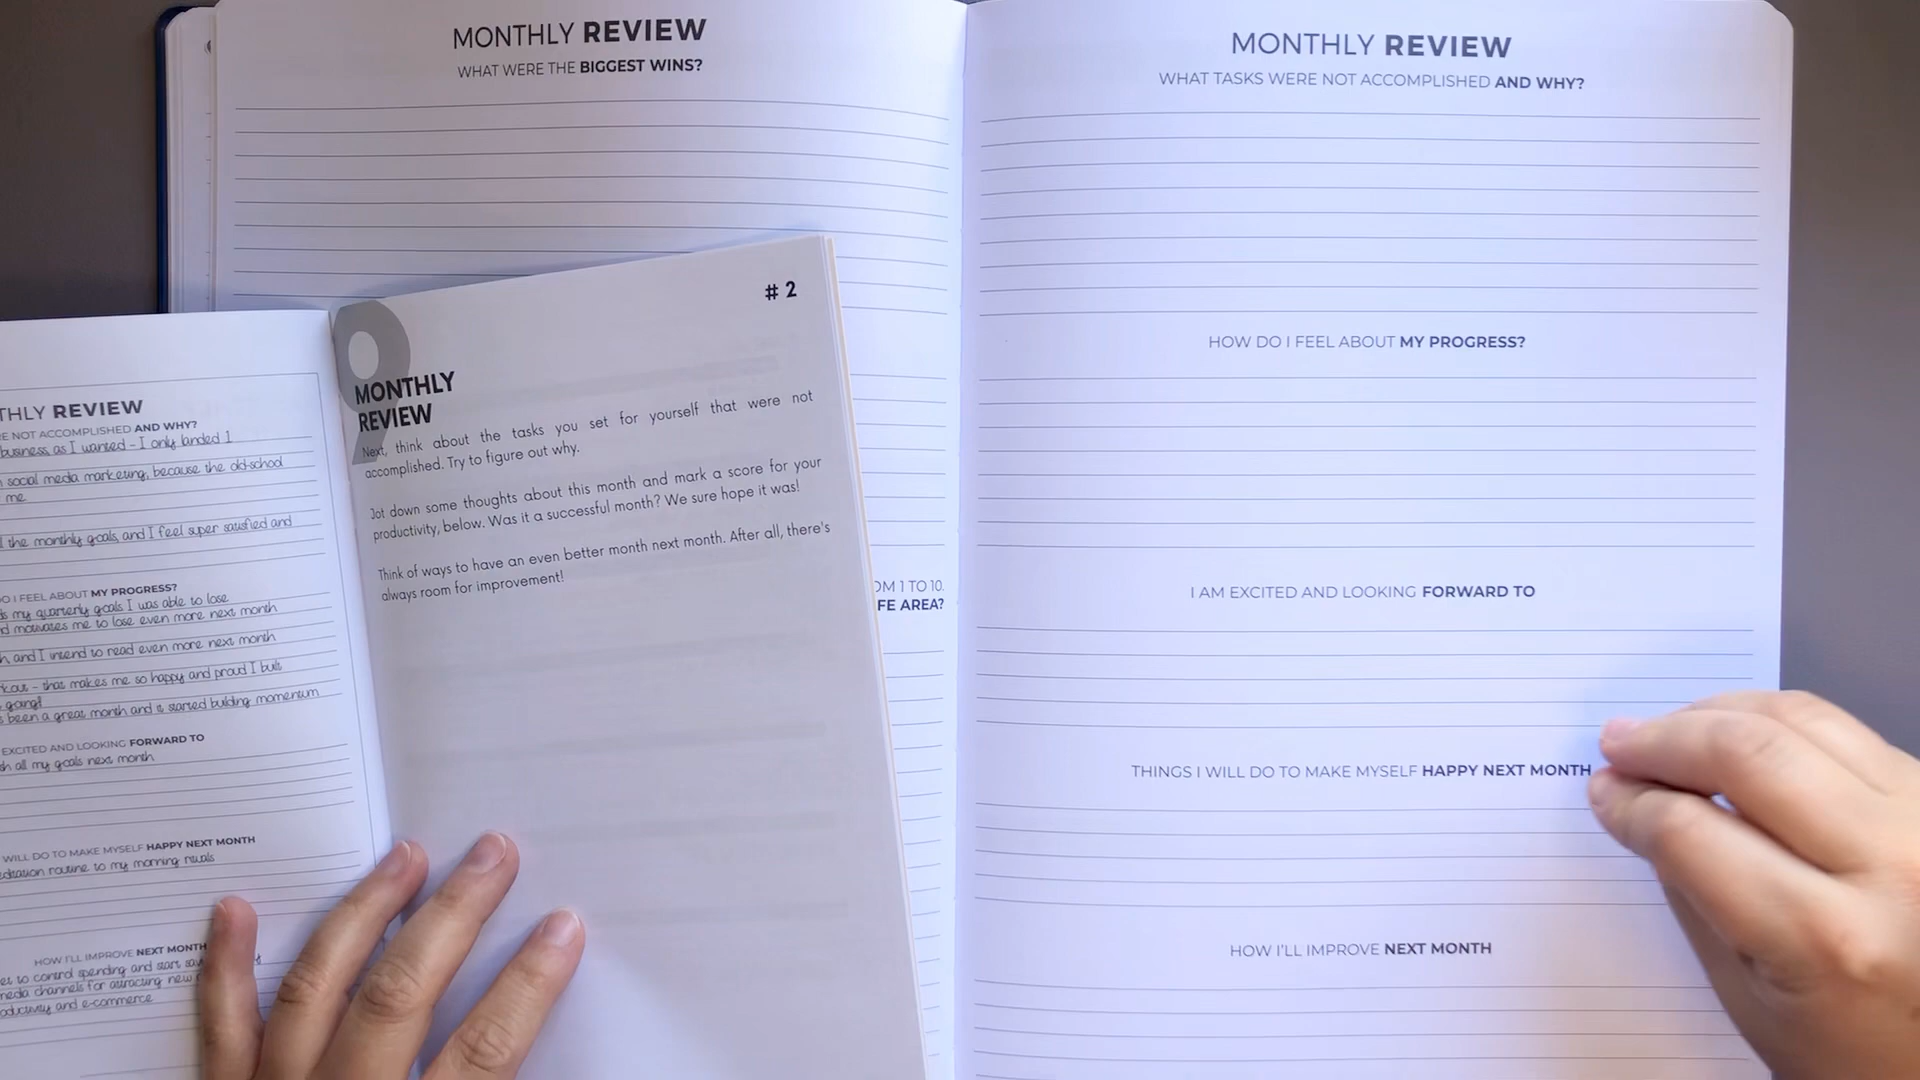 MONTHLY REVIEW
WHAT WERE THE BIGGEST WINS?
OM 1 TO 10.
FE AREA?
MONTHLY REVIEW
WHAT TASKS WERE NOT ACCOMPLISHED AND WHY?
HOW DO I FEEL ABOUT MY PROGRESS?
I AM EXCITED AND LOOKING FORWARD TO
THINGS I WILL DO TO MAKE MYSELF HAPPY NEXT MONTH
HOW I'LL IMPROVE NEXT MONTH
THLY REVIEW
RE NOT ACCOMPLISHED AND WHY?
business, as I wanted - I only landed 1
social media marketing, because the old-school
me
the monthly goals, and I feel super satisfied and
O I FEEL ABOUT MY PROGRESS?
my quarterly goals I was able to lose
motivates me to lose even more next month
and I intend to read even more next month
- that makes me so happy and proud I built
going!
been a great month and it started building momentum
EXCITED AND LOOKING FORWARD TO
all my goals next month
WILL DO TO MAKE MYSELF HAPPY NEXT MONTH
routine to my morning rituals
HOW I'LL IMPROVE NEXT MONTH
to control spending and start
media channels for attracting new
and e-commerce
# 2
9
MONTHLY
REVIEW
Next, think about the tasks you set for yourself that were not
accomplished. Try to figure out why.
Jot down some thoughts about this month and mark a score for your
productivity, below. Was it a successful month? We sure hope it was!
Think of ways to have an even better month next month. After all, there's
always room for improvement!